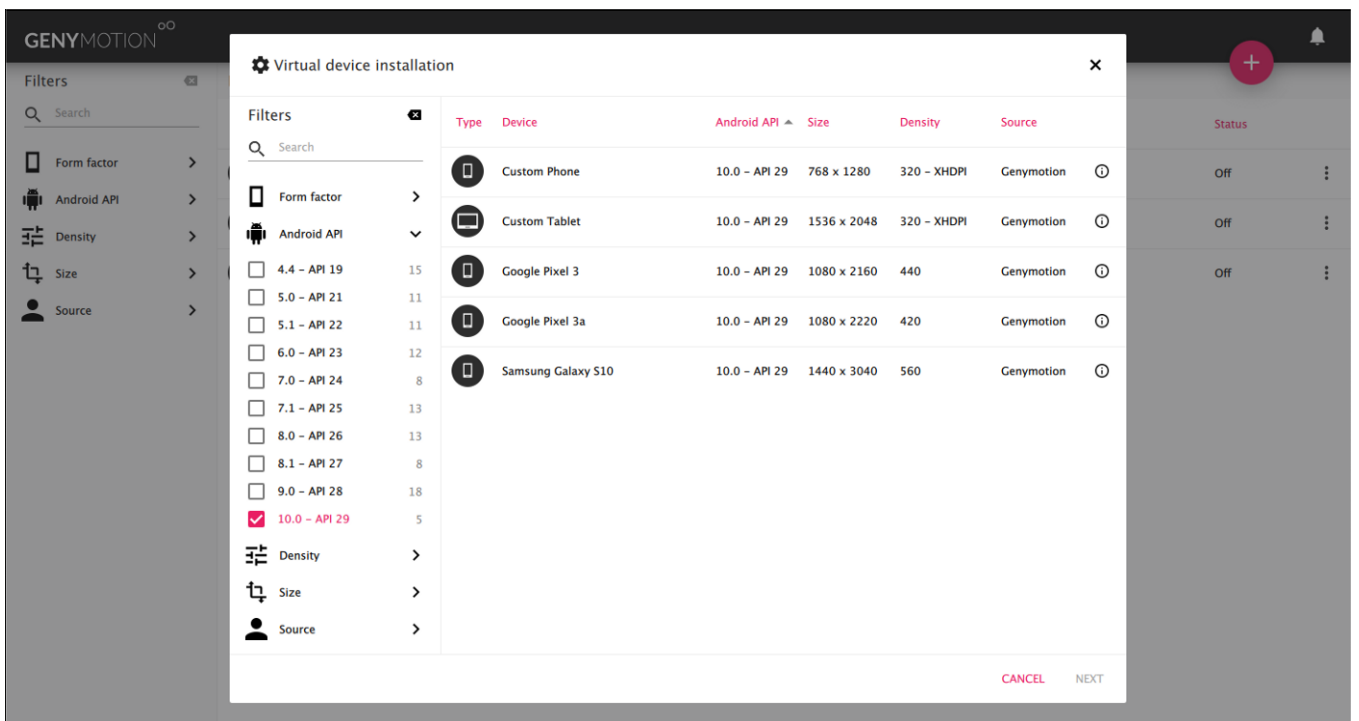 GENYMOTION
Filters
Search
Form factor
Android API
Density
Size
Source
Status
Off
Off
Off
Virtual device installation
Filters
Search
Form factor
Android API
4.4 – API 19 15
5.0 – API 21 11
5.1 – API 22 11
6.0 – API 23 12
7.0 – API 24 8
7.1 – API 25 13
8.0 – API 26 13
8.1 – API 27 8
9.0 – API 28 18
10.0 – API 29 5
Density
Size
Source
Type Device Android API Size Density Source
Custom Phone 10.0 – API 29 768 x 1280 320 – XHDPI Genymotion
Custom Tablet 10.0 – API 29 1536 x 2048 320 – XHDPI Genymotion
Google Pixel 3 10.0 – API 29 1080 x 2160 440 Genymotion
Google Pixel 3a 10.0 – API 29 1080 x 2220 420 Genymotion
Samsung Galaxy S10 10.0 – API 29 1440 x 3040 560 Genymotion
CANCEL NEXT